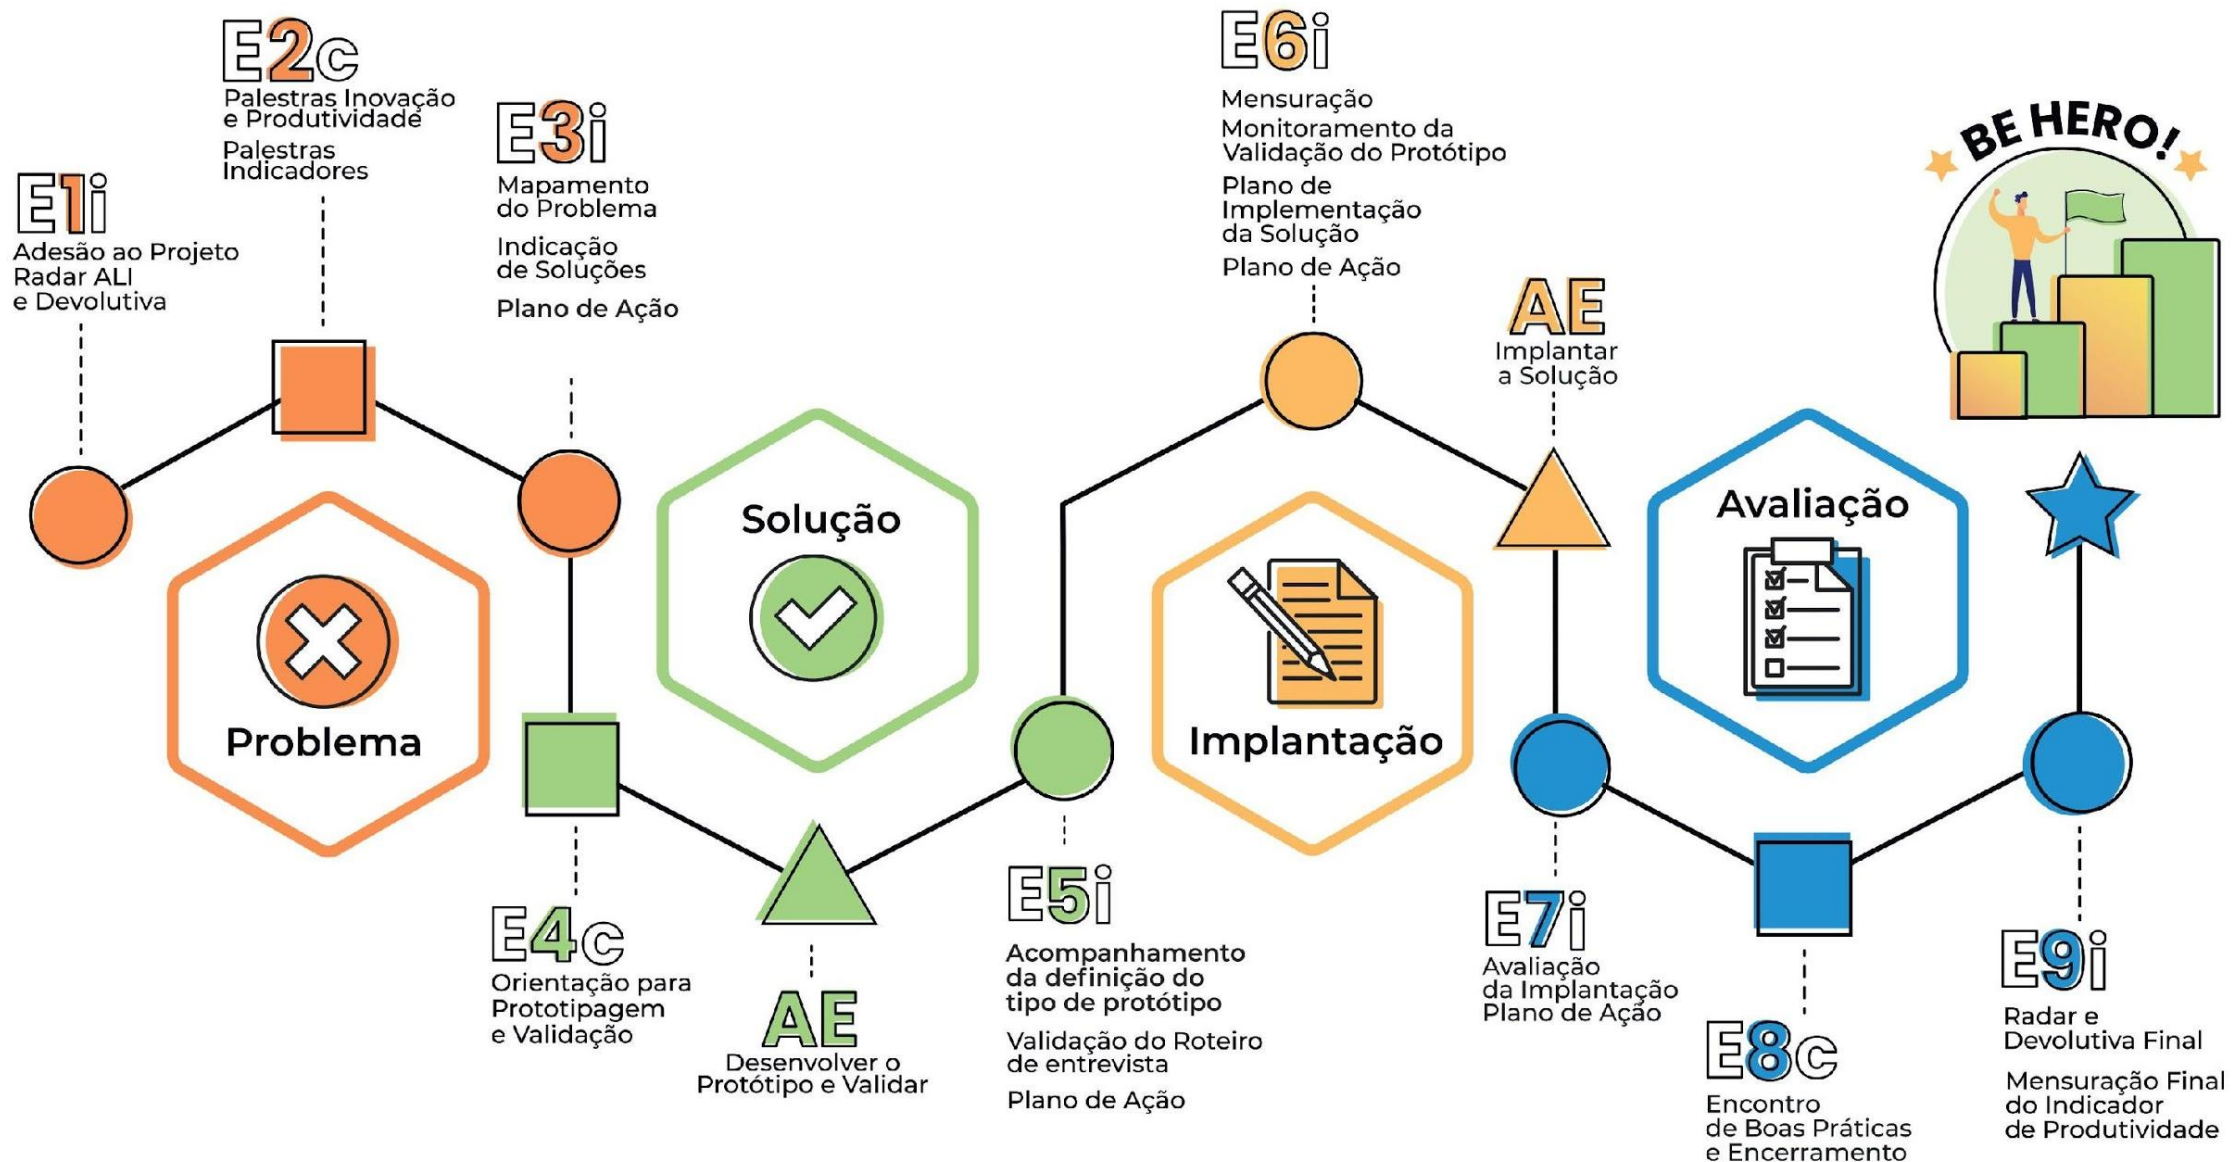 E1i
Adesão ao Projeto
Radar ALI
e Devolutiva
E2c
Palestras Inovação
e Produtividade
Palestras
Indicadores
E3i
Mapamento
do Problema
Indicação
de Soluções
Plano de Ação
Problema
E4c
Orientação para
Prototipagem
e Validação
Solução
AE
Desenvolver o
Protótipo e Validar
E5i
Acompanhamento
da definição do
tipo de protótipo
Validação do Roteiro
de entrevista
Plano de Ação
E6i
Mensuração
Monitoramento da
Validação do Protótipo
Plano de
Implementação
da Solução
Plano de Ação
Implantação
AE
Implantar
a Solução
E7i
Avaliação
da Implantação
Plano de Ação
Avaliação
E8c
Encontro
de Boas Práticas
e Encerramento
E9i
Radar e
Devolutiva Final
Mensuração Final
do Indicador
de Produtividade
BE HERO!